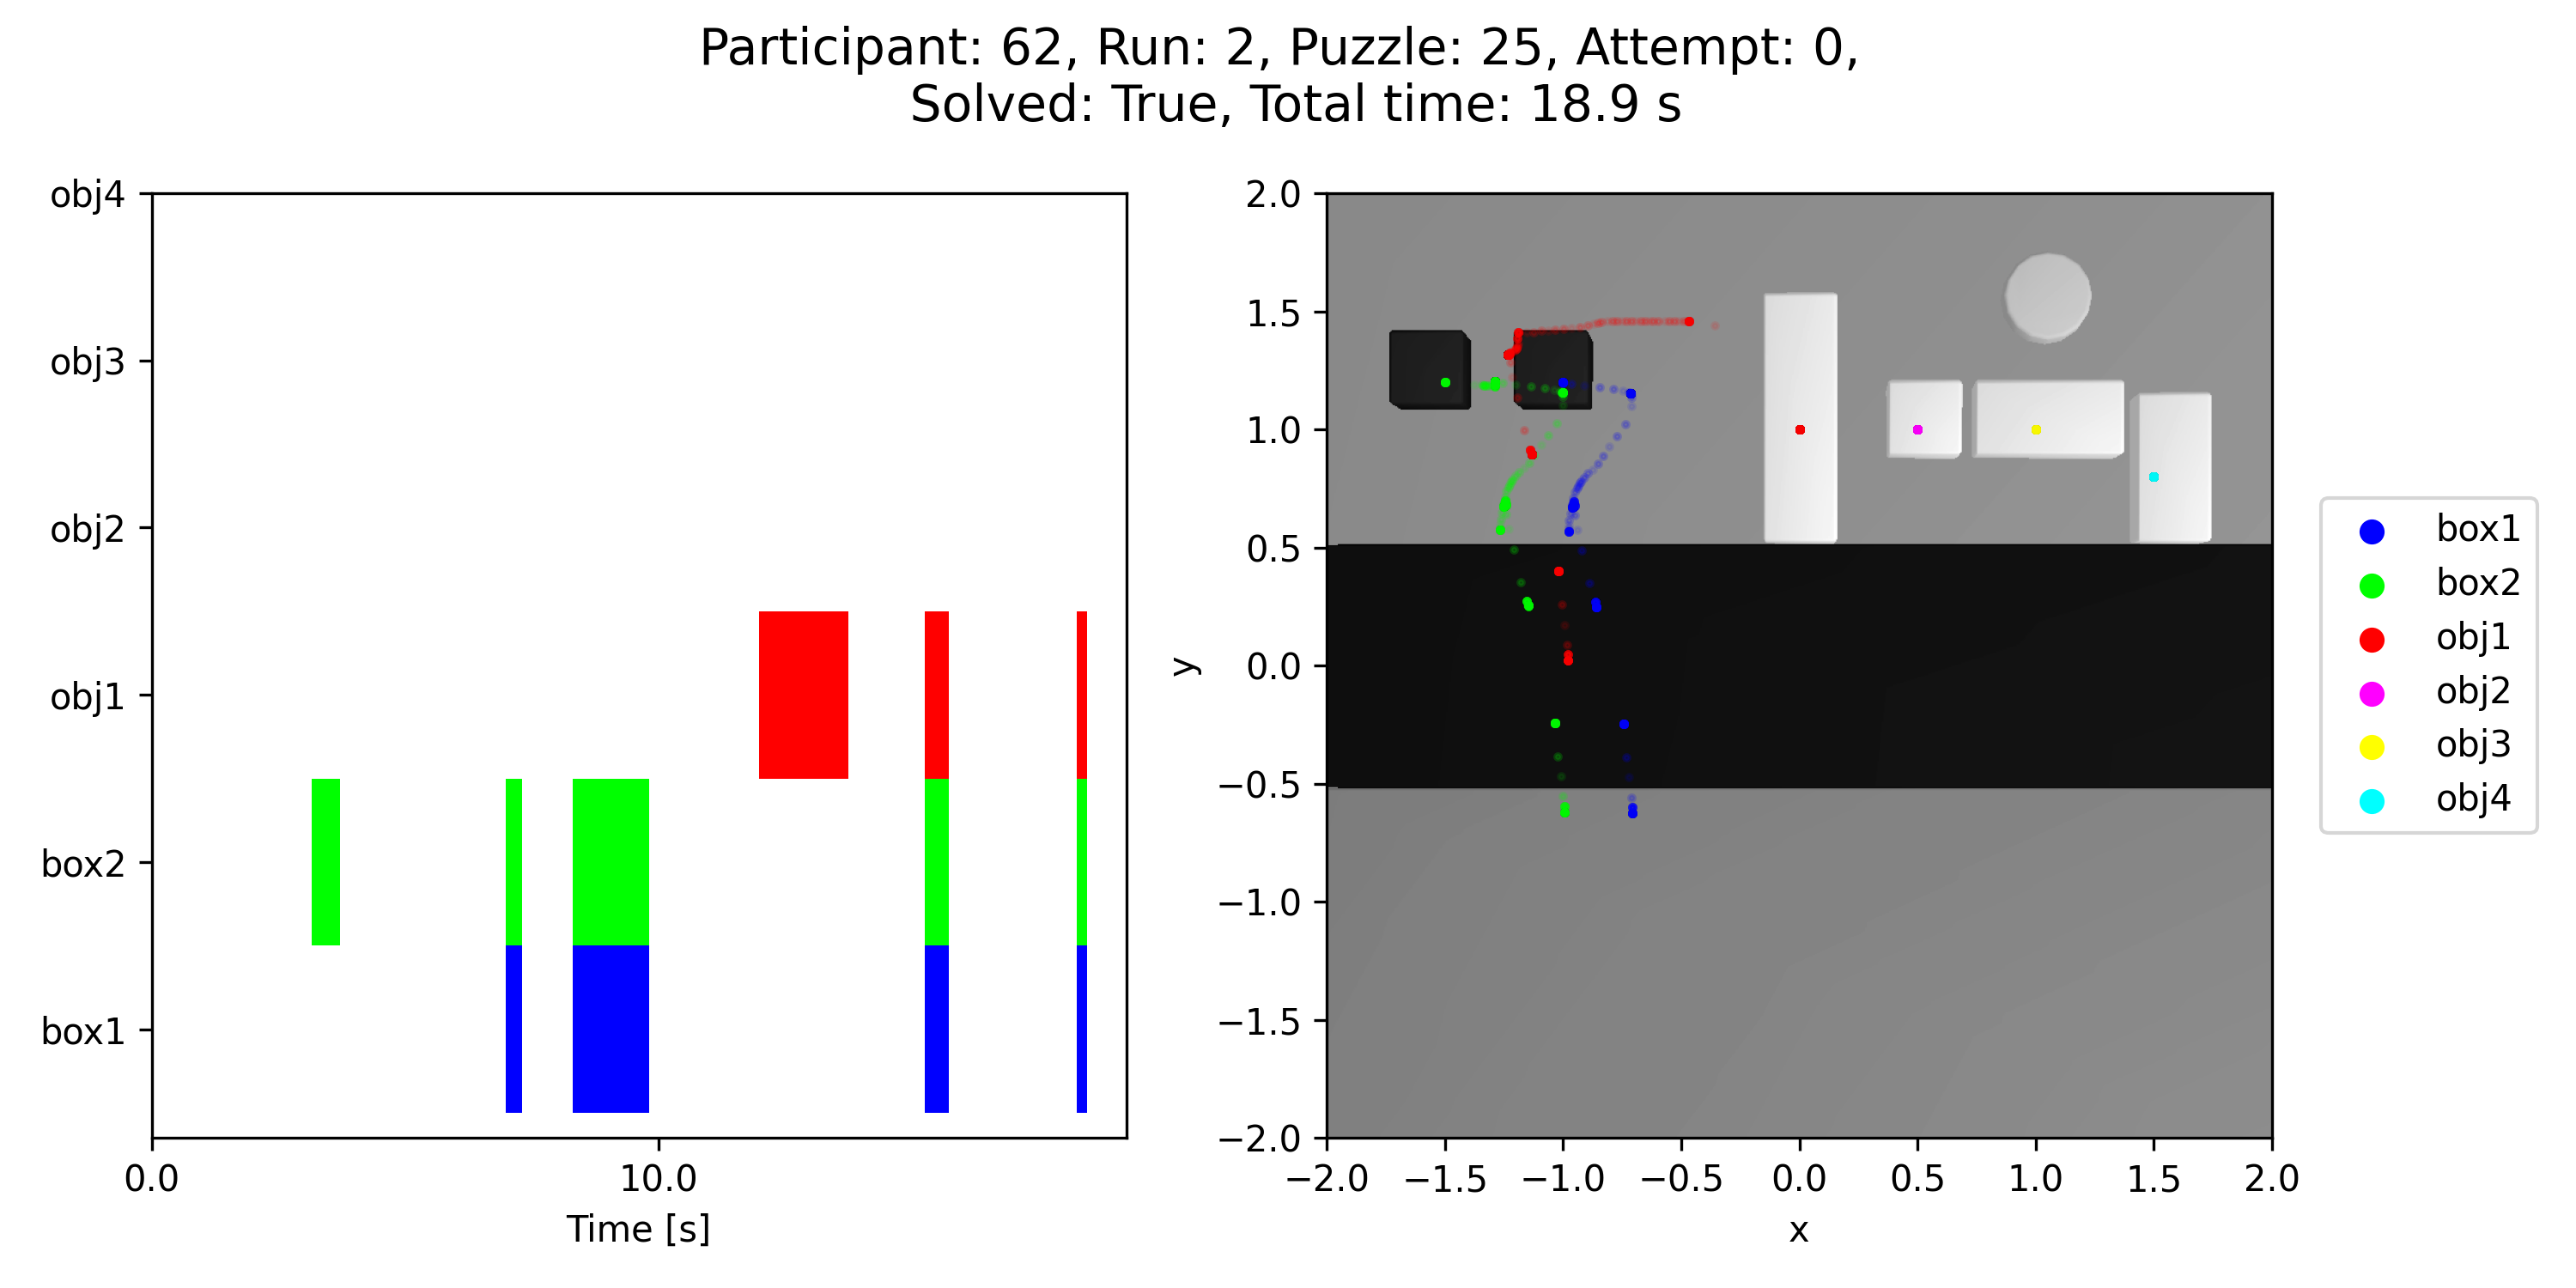 Participant: 62, Run: 2, Puzzle: 25, Attempt: 0,
Solved: True, Total time: 18.9 s
obj4
obj3
obj2
obj1
box2
box1
0.0
10.0
Time [s]
2.0
1.5
1.0
0.5
0.0
−0.5
−1.0
−1.5
−2.0
y
−2.0
−1.5
−1.0
−0.5
0.0
0.5
1.0
1.5
2.0
x
box1
box2
obj1
obj2
obj3
obj4